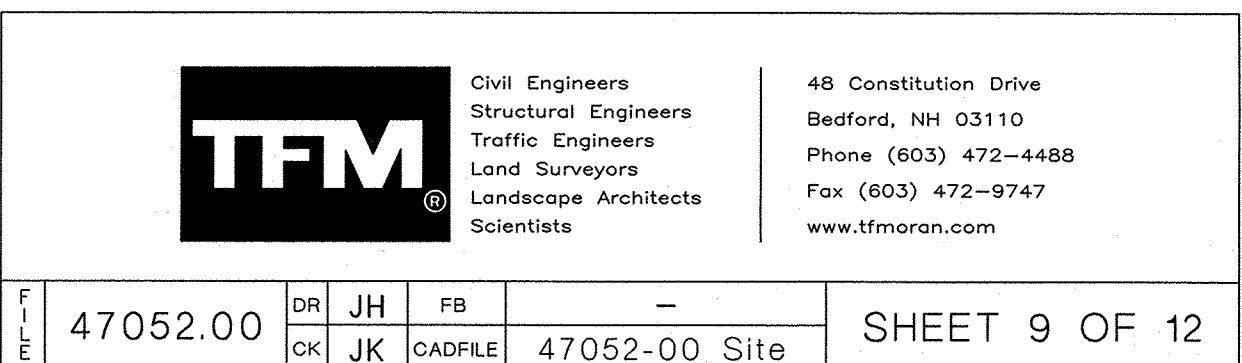 TFM
®
Civil Engineers
Structural Engineers
Traffic Engineers
Land Surveyors
Landscape Architects
Scientists
48 Constitution Drive
Bedford, NH 03110
Phone (603) 472-4488
Fax (603) 472-9747
www.tfmoran.com
FILE 47052.00
DR JH FB -
CK JK CADFILE 47052-00 Site
SHEET 9 OF 12